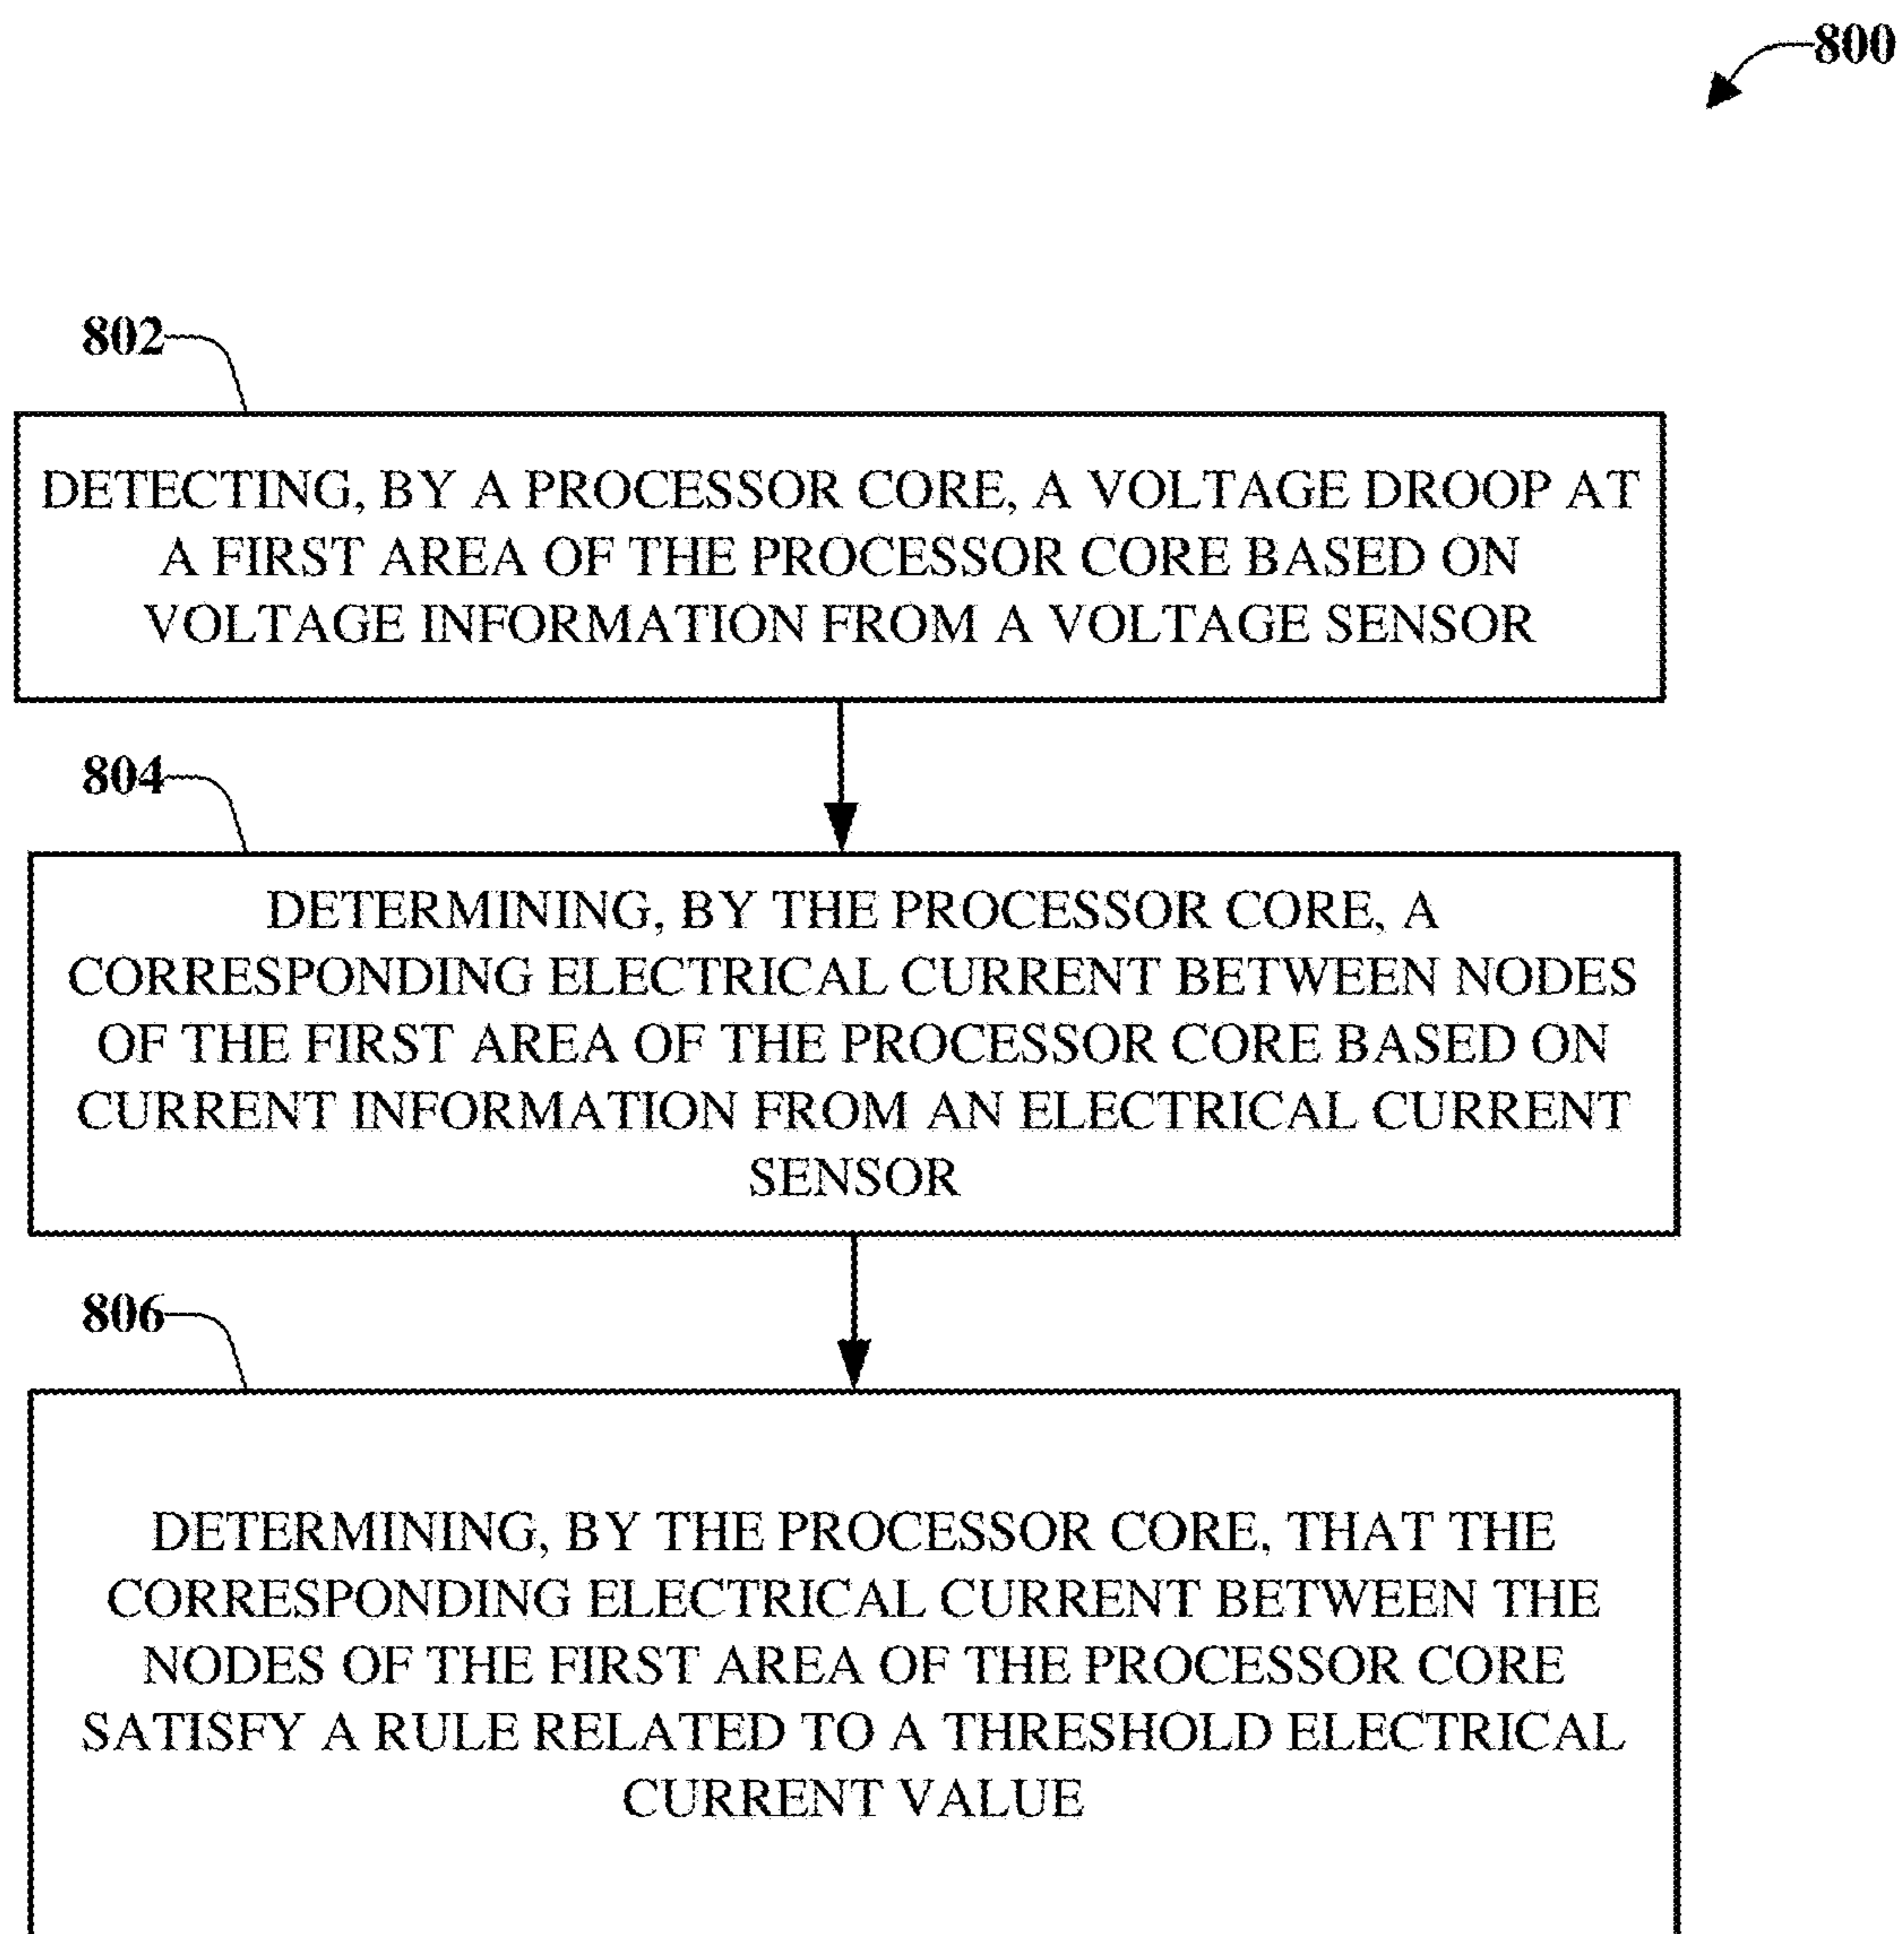 800
802
DETECTING, BY A PROCESSOR CORE, A VOLTAGE DROOP AT
A FIRST AREA OF THE PROCESSOR CORE BASED ON
VOLTAGE INFORMATION FROM A VOLTAGE SENSOR
804
DETERMINING, BY THE PROCESSOR CORE, A
CORRESPONDING ELECTRICAL CURRENT BETWEEN NODES
OF THE FIRST AREA OF THE PROCESSOR CORE BASED ON
CURRENT INFORMATION FROM AN ELECTRICAL CURRENT
SENSOR
806
DETERMINING, BY THE PROCESSOR CORE, THAT THE
CORRESPONDING ELECTRICAL CURRENT BETWEEN THE
NODES OF THE FIRST AREA OF THE PROCESSOR CORE
SATISFY A RULE RELATED TO A THRESHOLD ELECTRICAL
CURRENT VALUE